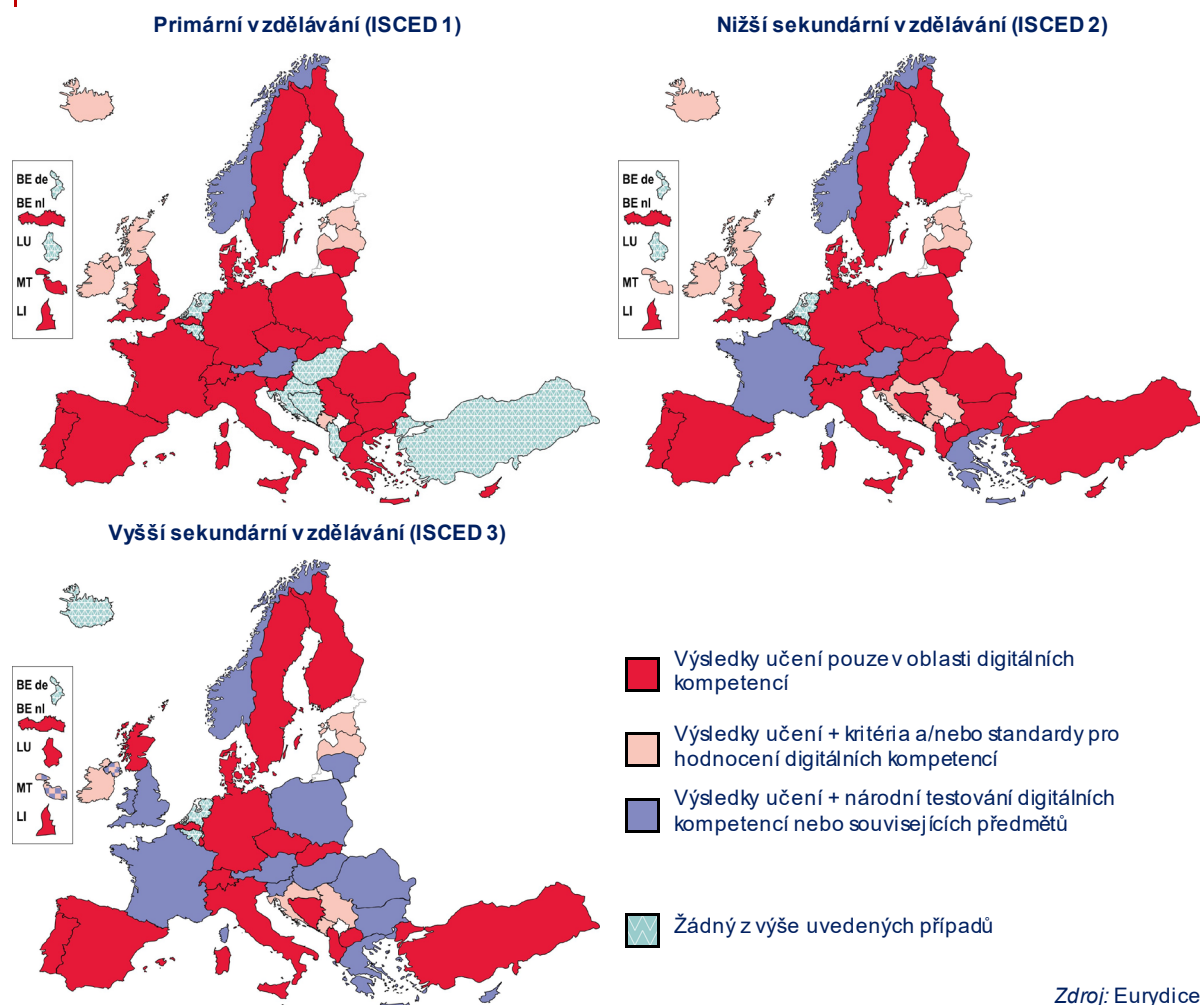 Primární vzdělávání (ISCED 1)
Nižší sekundární vzdělávání (ISCED 2)
BE de
BE nl
LU
MT
LI
BE de
BE nl
LU
MT
LI
Vyšší sekundární vzdělávání (ISCED 3)
BE de
BE nl
LU
MT
LI
Výsledky učení pouze v oblasti digitálních
kompetencí
Výsledky učení + kritéria a/nebo standardy pro
hodnocení digitálních kompetencí
Výsledky učení + národní testování digitálních
kompetencí nebo souvisejících předmětů
Žádný z výše uvedených případů
Zdroj: Eurydice